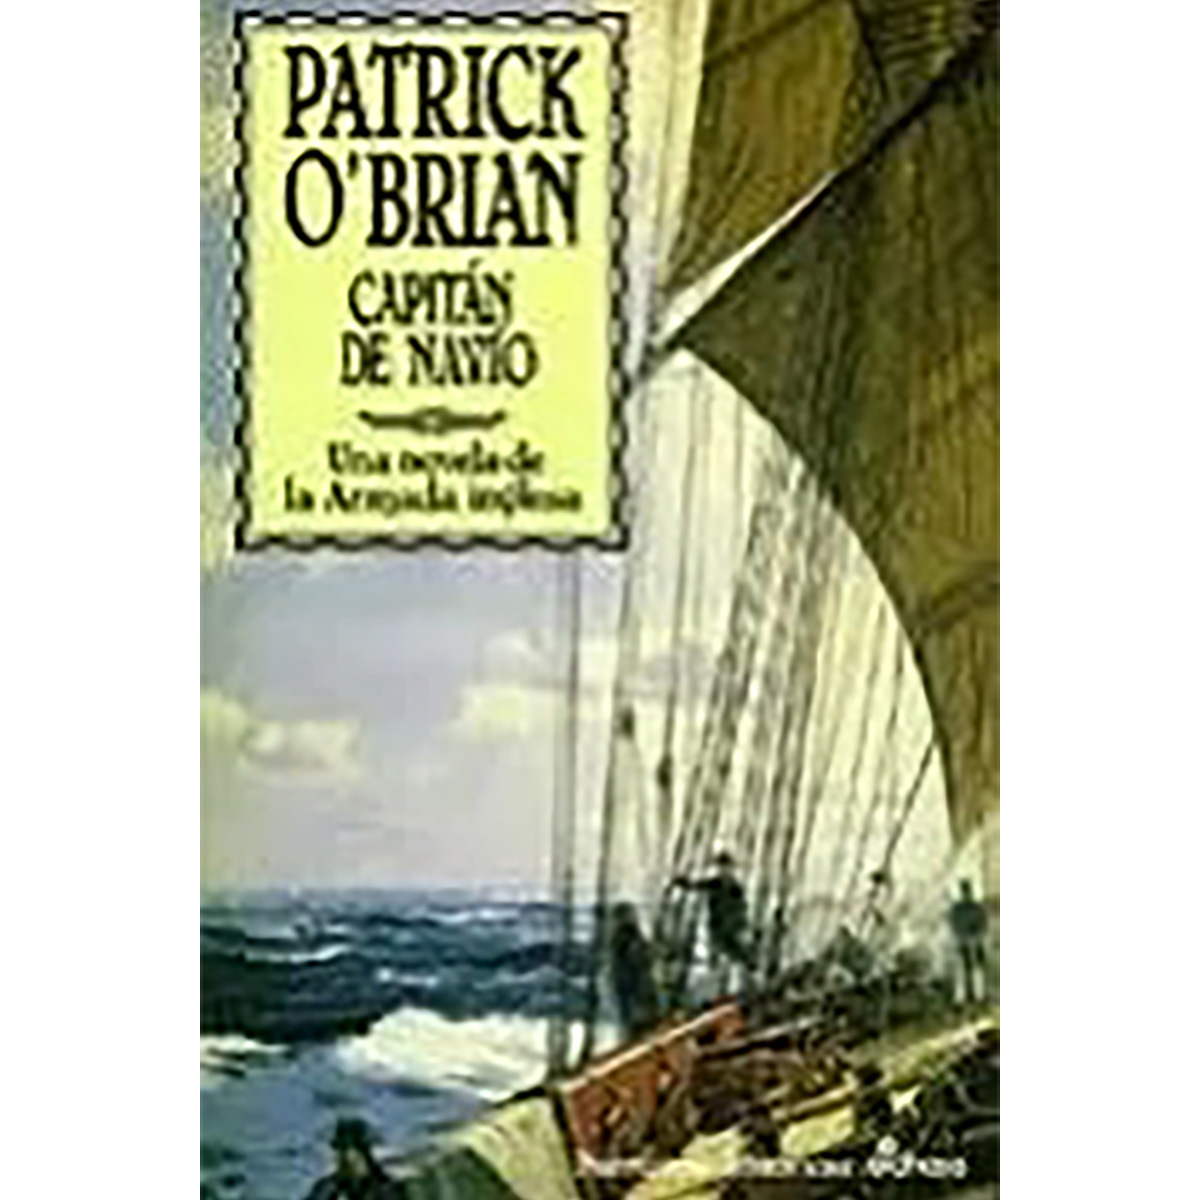 PATRICK
O'BRIAN
CAPITÁN
DE NAVÍO
Una novela de
la Armada inglesa